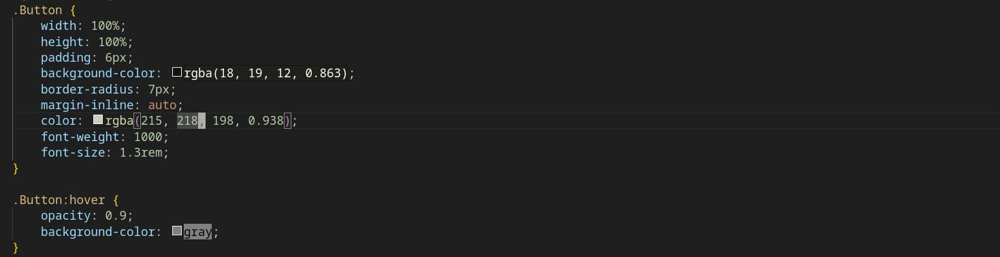 .Button {
    width: 100%;
    height: 100%;
    padding: 6px;
    background-color: rgba(18, 19, 12, 0.863);
    border-radius: 7px;
    margin-inline: auto;
    color: rgba(215, 218, 198, 0.938);
    font-weight: 1000;
    font-size: 1.3rem;
}

.Button:hover {
    opacity: 0.9;
    background-color: gray;
}